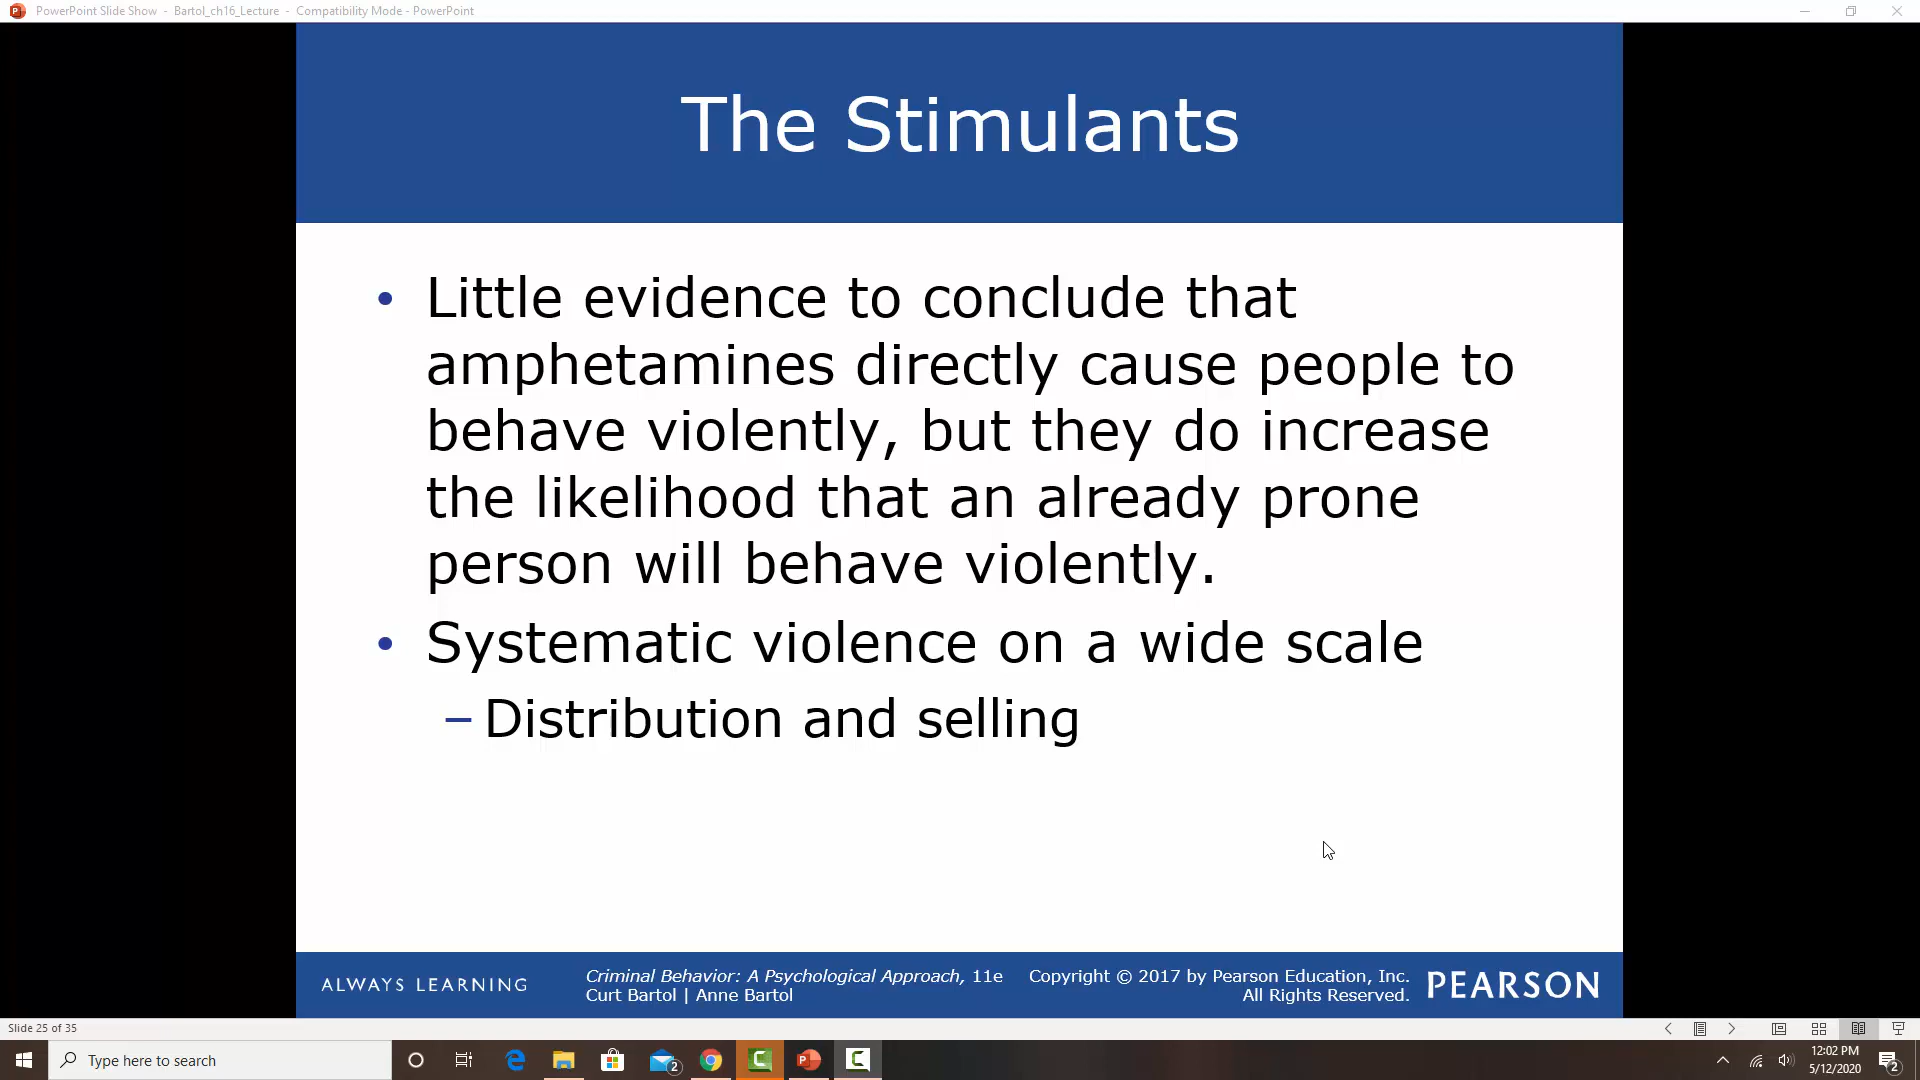 PowerPoint Slide Show - Bartol_ch16_Lecture - Compatibility Mode - PowerPoint
The Stimulants
• Little evidence to conclude that
amphetamines directly cause people to
behave violently, but they do increase
the likelihood that an already prone
person will behave violently.
• Systematic violence on a wide scale
– Distribution and selling
ALWAYS LEARNING
Criminal Behavior: A Psychological Approach, 11e
Curt Bartol | Anne Bartol
Copyright © 2017 by Pearson Education, Inc.
All Rights Reserved.
PEARSON
Slide 25 of 35
Type here to search
2
12:02 PM
5/12/2020
2